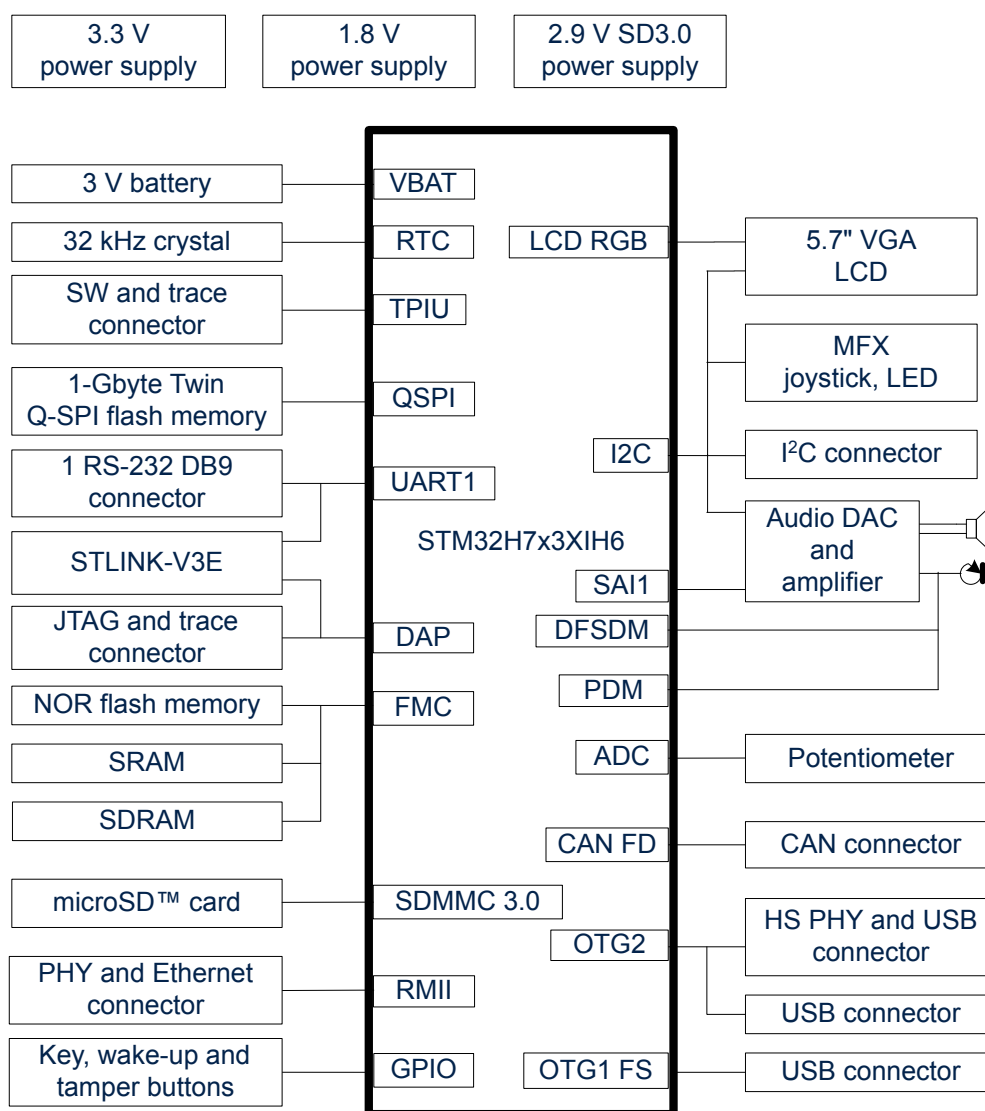 3.3 V
power supply
1.8 V
power supply
2.9 V SD3.0
power supply
3 V battery
32 kHz crystal
SW and trace
connector
1-Gbyte Twin
Q-SPI flash memory
1 RS-232 DB9
connector
STLINK-V3E
JTAG and trace
connector
NOR flash memory
SRAM
SDRAM
microSD™ card
PHY and Ethernet
connector
Key, wake-up and
tamper buttons
VBAT
RTC
TPIU
QSPI
UART1
STM32H7x3XIH6
DAP
FMC
SDMMC 3.0
RMII
GPIO
LCD RGB
I2C
SAI1
DFSDM
PDM
ADC
CAN FD
OTG2
OTG1 FS
5.7" VGA
LCD
MFX
joystick, LED
I²C connector
Audio DAC
and
amplifier
Potentiometer
CAN connector
HS PHY and USB
connector
USB connector
USB connector